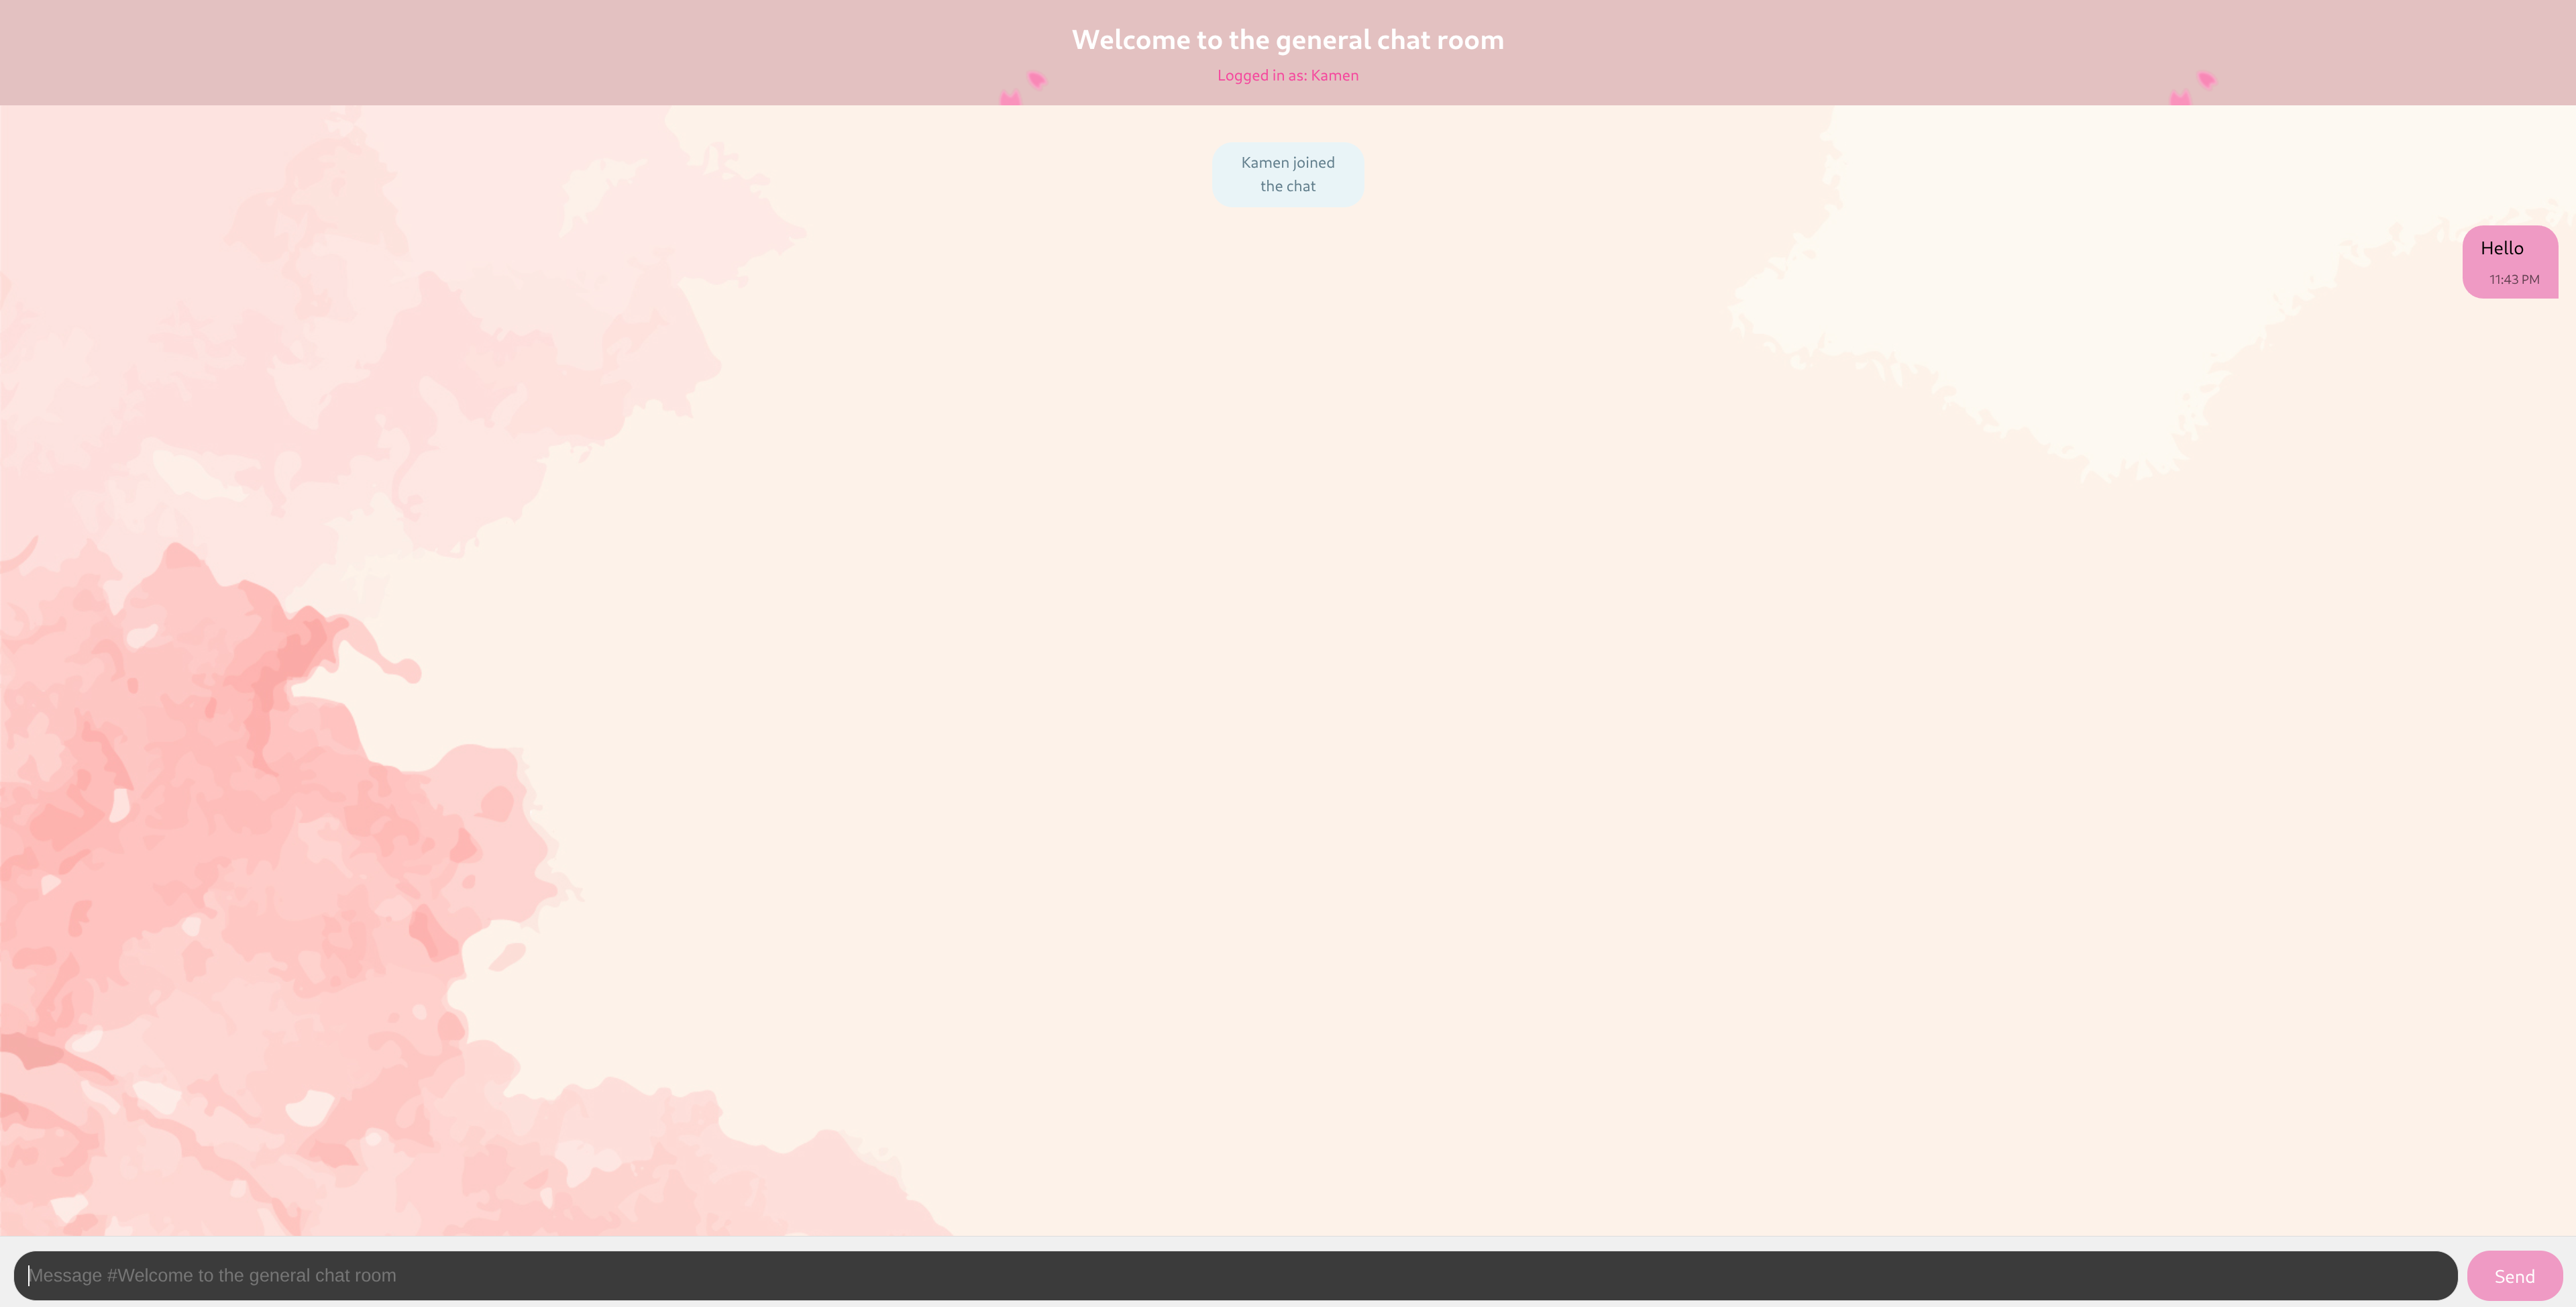 Welcome to the general chat room
Logged in as: Kamen
Kamen joined
the chat
Hello
11:43 PM
Message #Welcome to the general chat room
Send